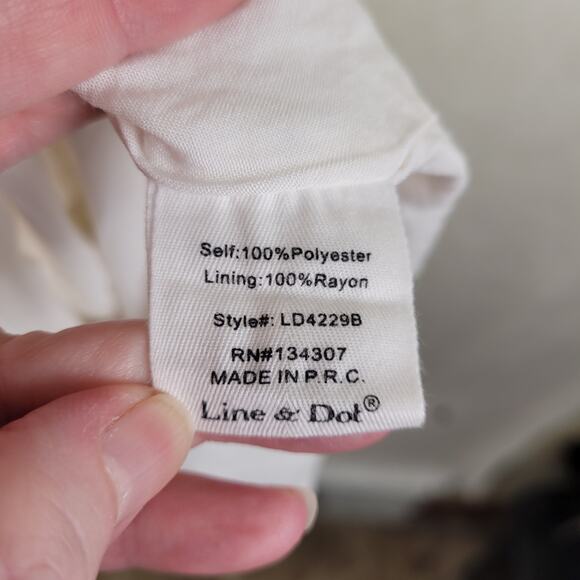 Self:100%Polyester
Lining:100%Rayon
Style#: LD4229B
RN#134307
MADE IN P.R.C.
Line & Dot®